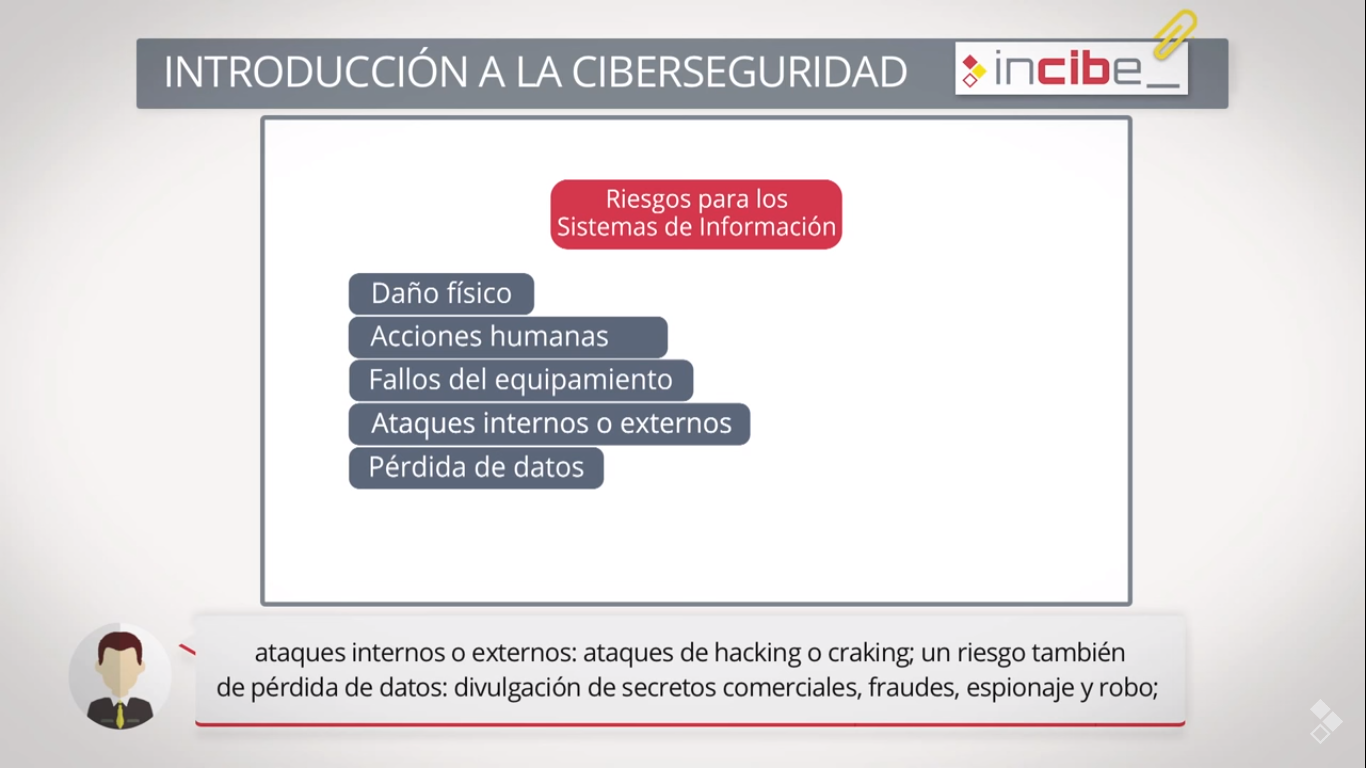 INTRODUCCIÓN A LA CIBERSEGURIDAD
incibe_
Riesgos para los
Sistemas de Información
Daño físico
Acciones humanas
Fallos del equipamiento
Ataques internos o externos
Pérdida de datos
ataques internos o externos: ataques de hacking o craking; un riesgo también
de pérdida de datos: divulgación de secretos comerciales, fraudes, espionaje y robo;